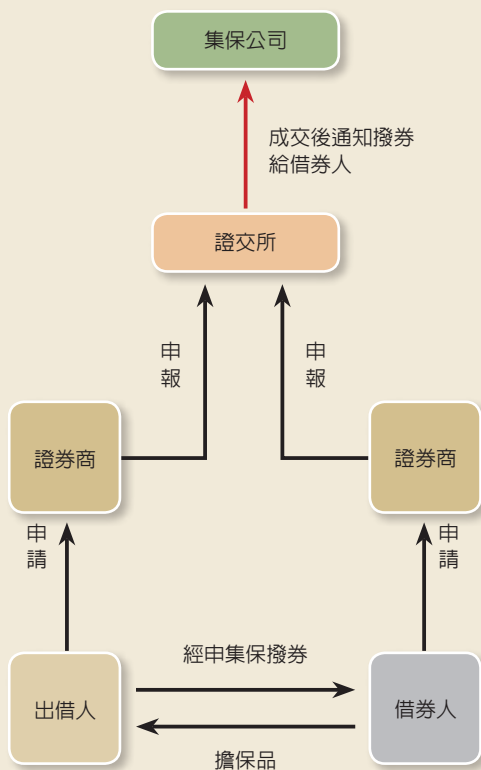 集保公司
成交後通知撥券
給借券人
證交所
申報
申報
證券商
證券商
申請
申請
經申集保撥券
出借人
借券人
擔保品